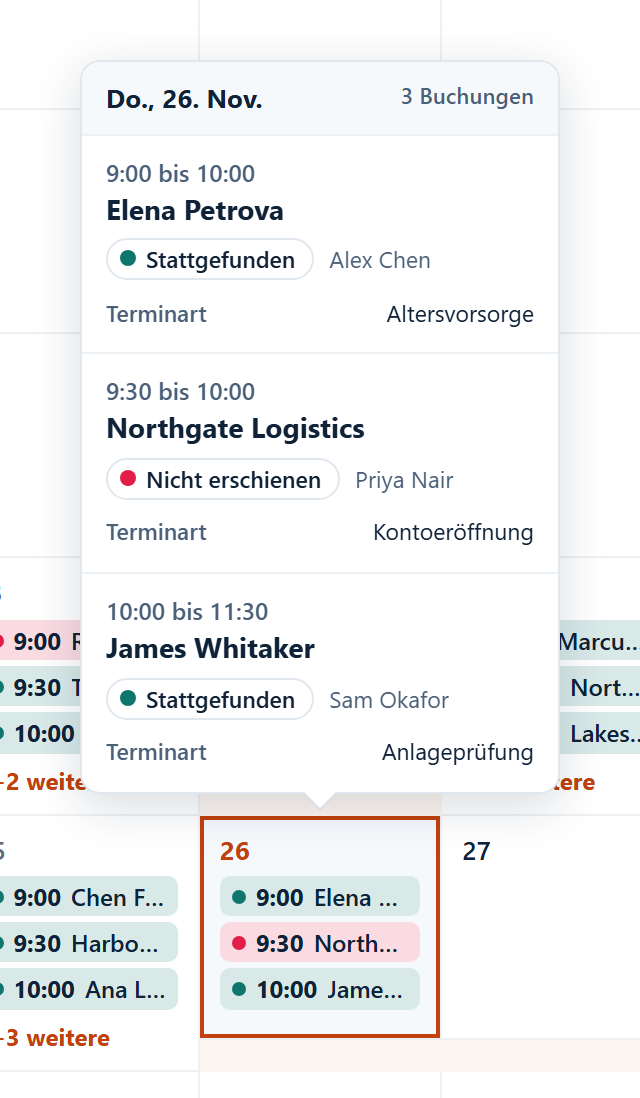 Do., 26. Nov.
3 Buchungen
9:00 bis 10:00
Elena Petrova
Stattgefunden
Alex Chen
Terminart
Altersvorsorge
9:30 bis 10:00
Northgate Logistics
Nicht erschienen
Priya Nair
Terminart
Kontoeröffnung
10:00 bis 11:30
James Whitaker
Stattgefunden
Sam Okafor
Terminart
Anlageprüfung
9:00
Marcu...
9:30
Nort...
10:00
Lakes...
26
27
9:00 Chen F...
9:30 Harbo...
10:00 Ana L...
3 weitere
9:00 Elena ...
9:30 North...
10:00 Jame...